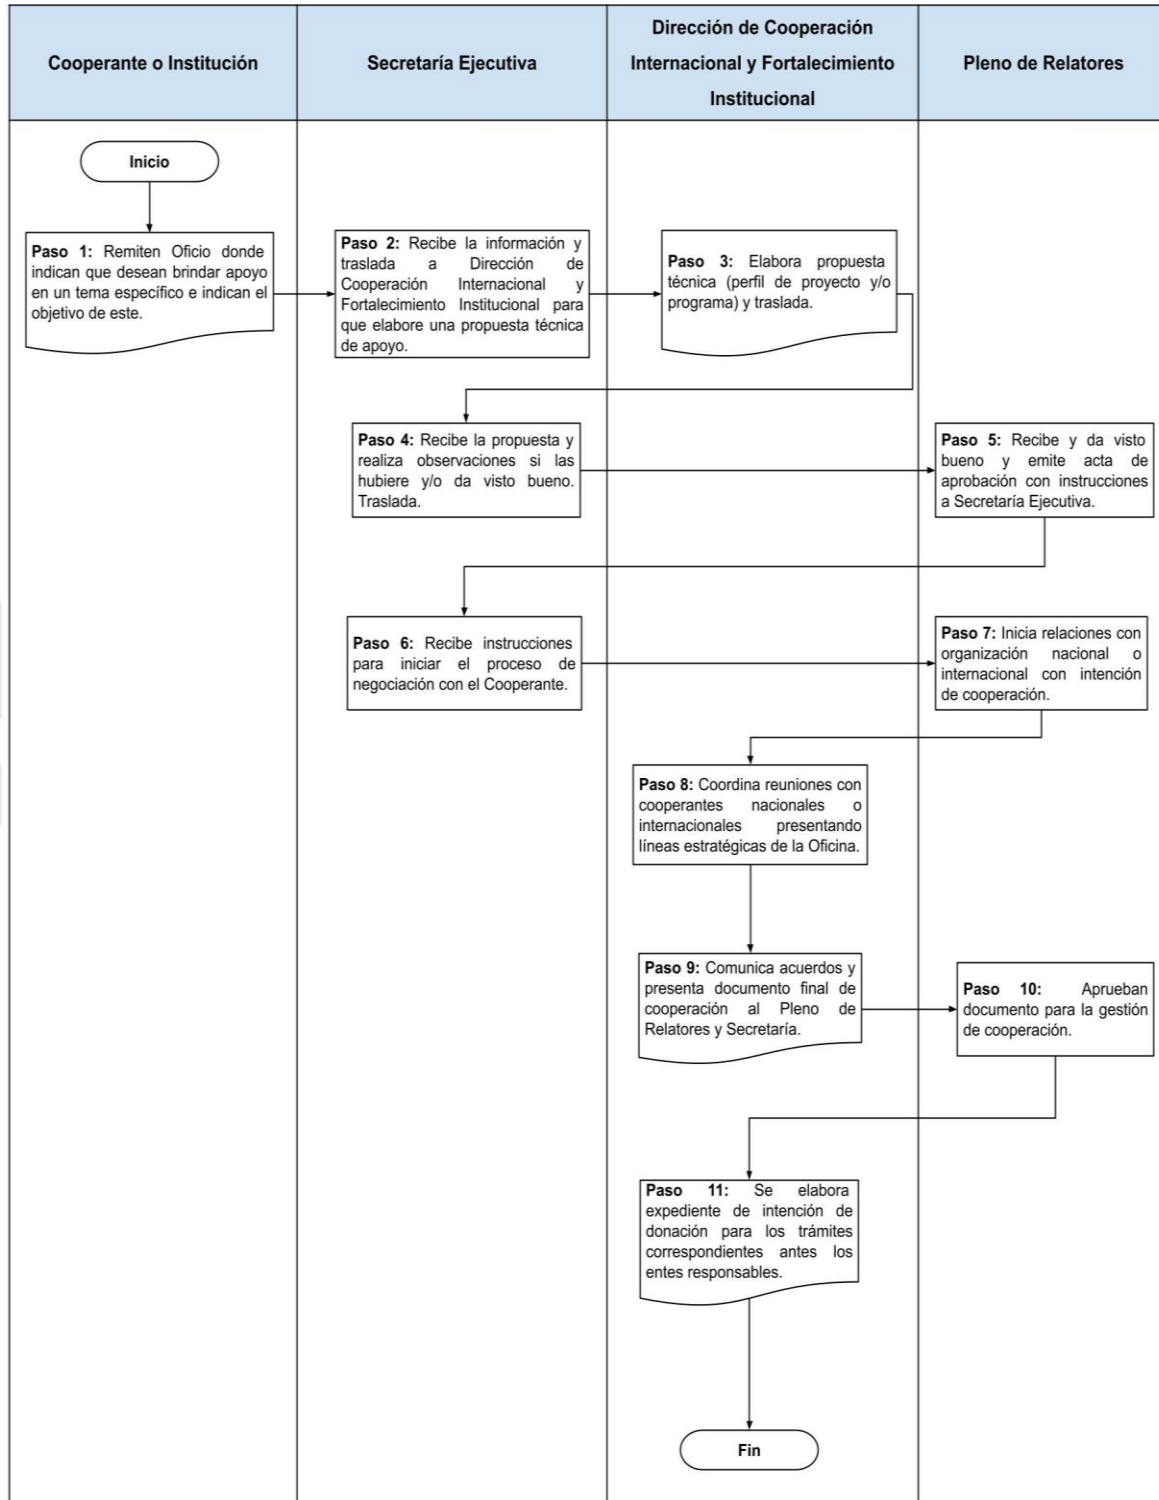 Cooperante o Institución
Secretaría Ejecutiva
Dirección de Cooperación
Internacional y Fortalecimiento
Institucional
Pleno de Relatores
Inicio
Paso 1: Remiten Oficio donde
indican que desean brindar apoyo
en un tema específico e indican el
objetivo de este.
Paso 2: Recibe la información y
traslada a Dirección de
Cooperación Internacional y
Fortalecimiento Institucional para
que elabore una propuesta técnica
de apoyo.
Paso 3: Elabora propuesta
técnica (perfil de proyecto y/o
programa) y traslada.
Paso 4: Recibe la propuesta y
realiza observaciones si las
hubiere y/o da visto bueno.
Traslada.
Paso 5: Recibe y da visto
bueno y emite acta de
aprobación con instrucciones
a Secretaría Ejecutiva.
Paso 6: Recibe instrucciones
para iniciar el proceso de
negociación con el Cooperante.
Paso 7: Inicia relaciones con
organización nacional o
internacional con intención
de cooperación.
Paso 8: Coordina reuniones con
cooperantes nacionales o
internacionales presentando
líneas estratégicas de la Oficina.
Paso 9: Comunica acuerdos y
presenta documento final de
cooperación al Pleno de
Relatores y Secretaría.
Paso 10: Aprueban
documento para la gestión
de cooperación.
Paso 11: Se elabora
expediente de intención de
donación para los trámites
correspondientes antes los
entes responsables.
Fin